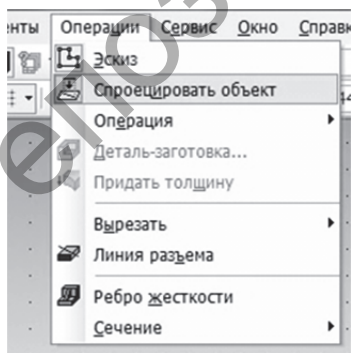 енты Операции Сервис Окно Справк
Эскиз
Спроецировать объект
Операция
Деталь-заготовка...
Придать толщину
Вырезать
Линия разъема
Ребро жесткости
Сечение